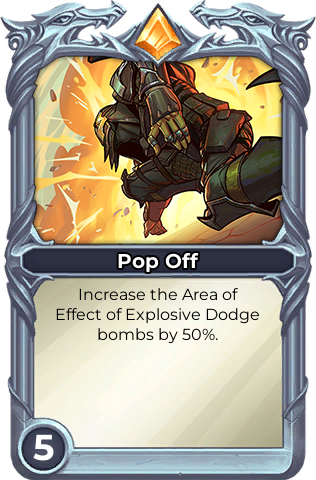 Pop Off
Increase the Area of
Effect of Explosive Dodge
bombs by 50%.
5